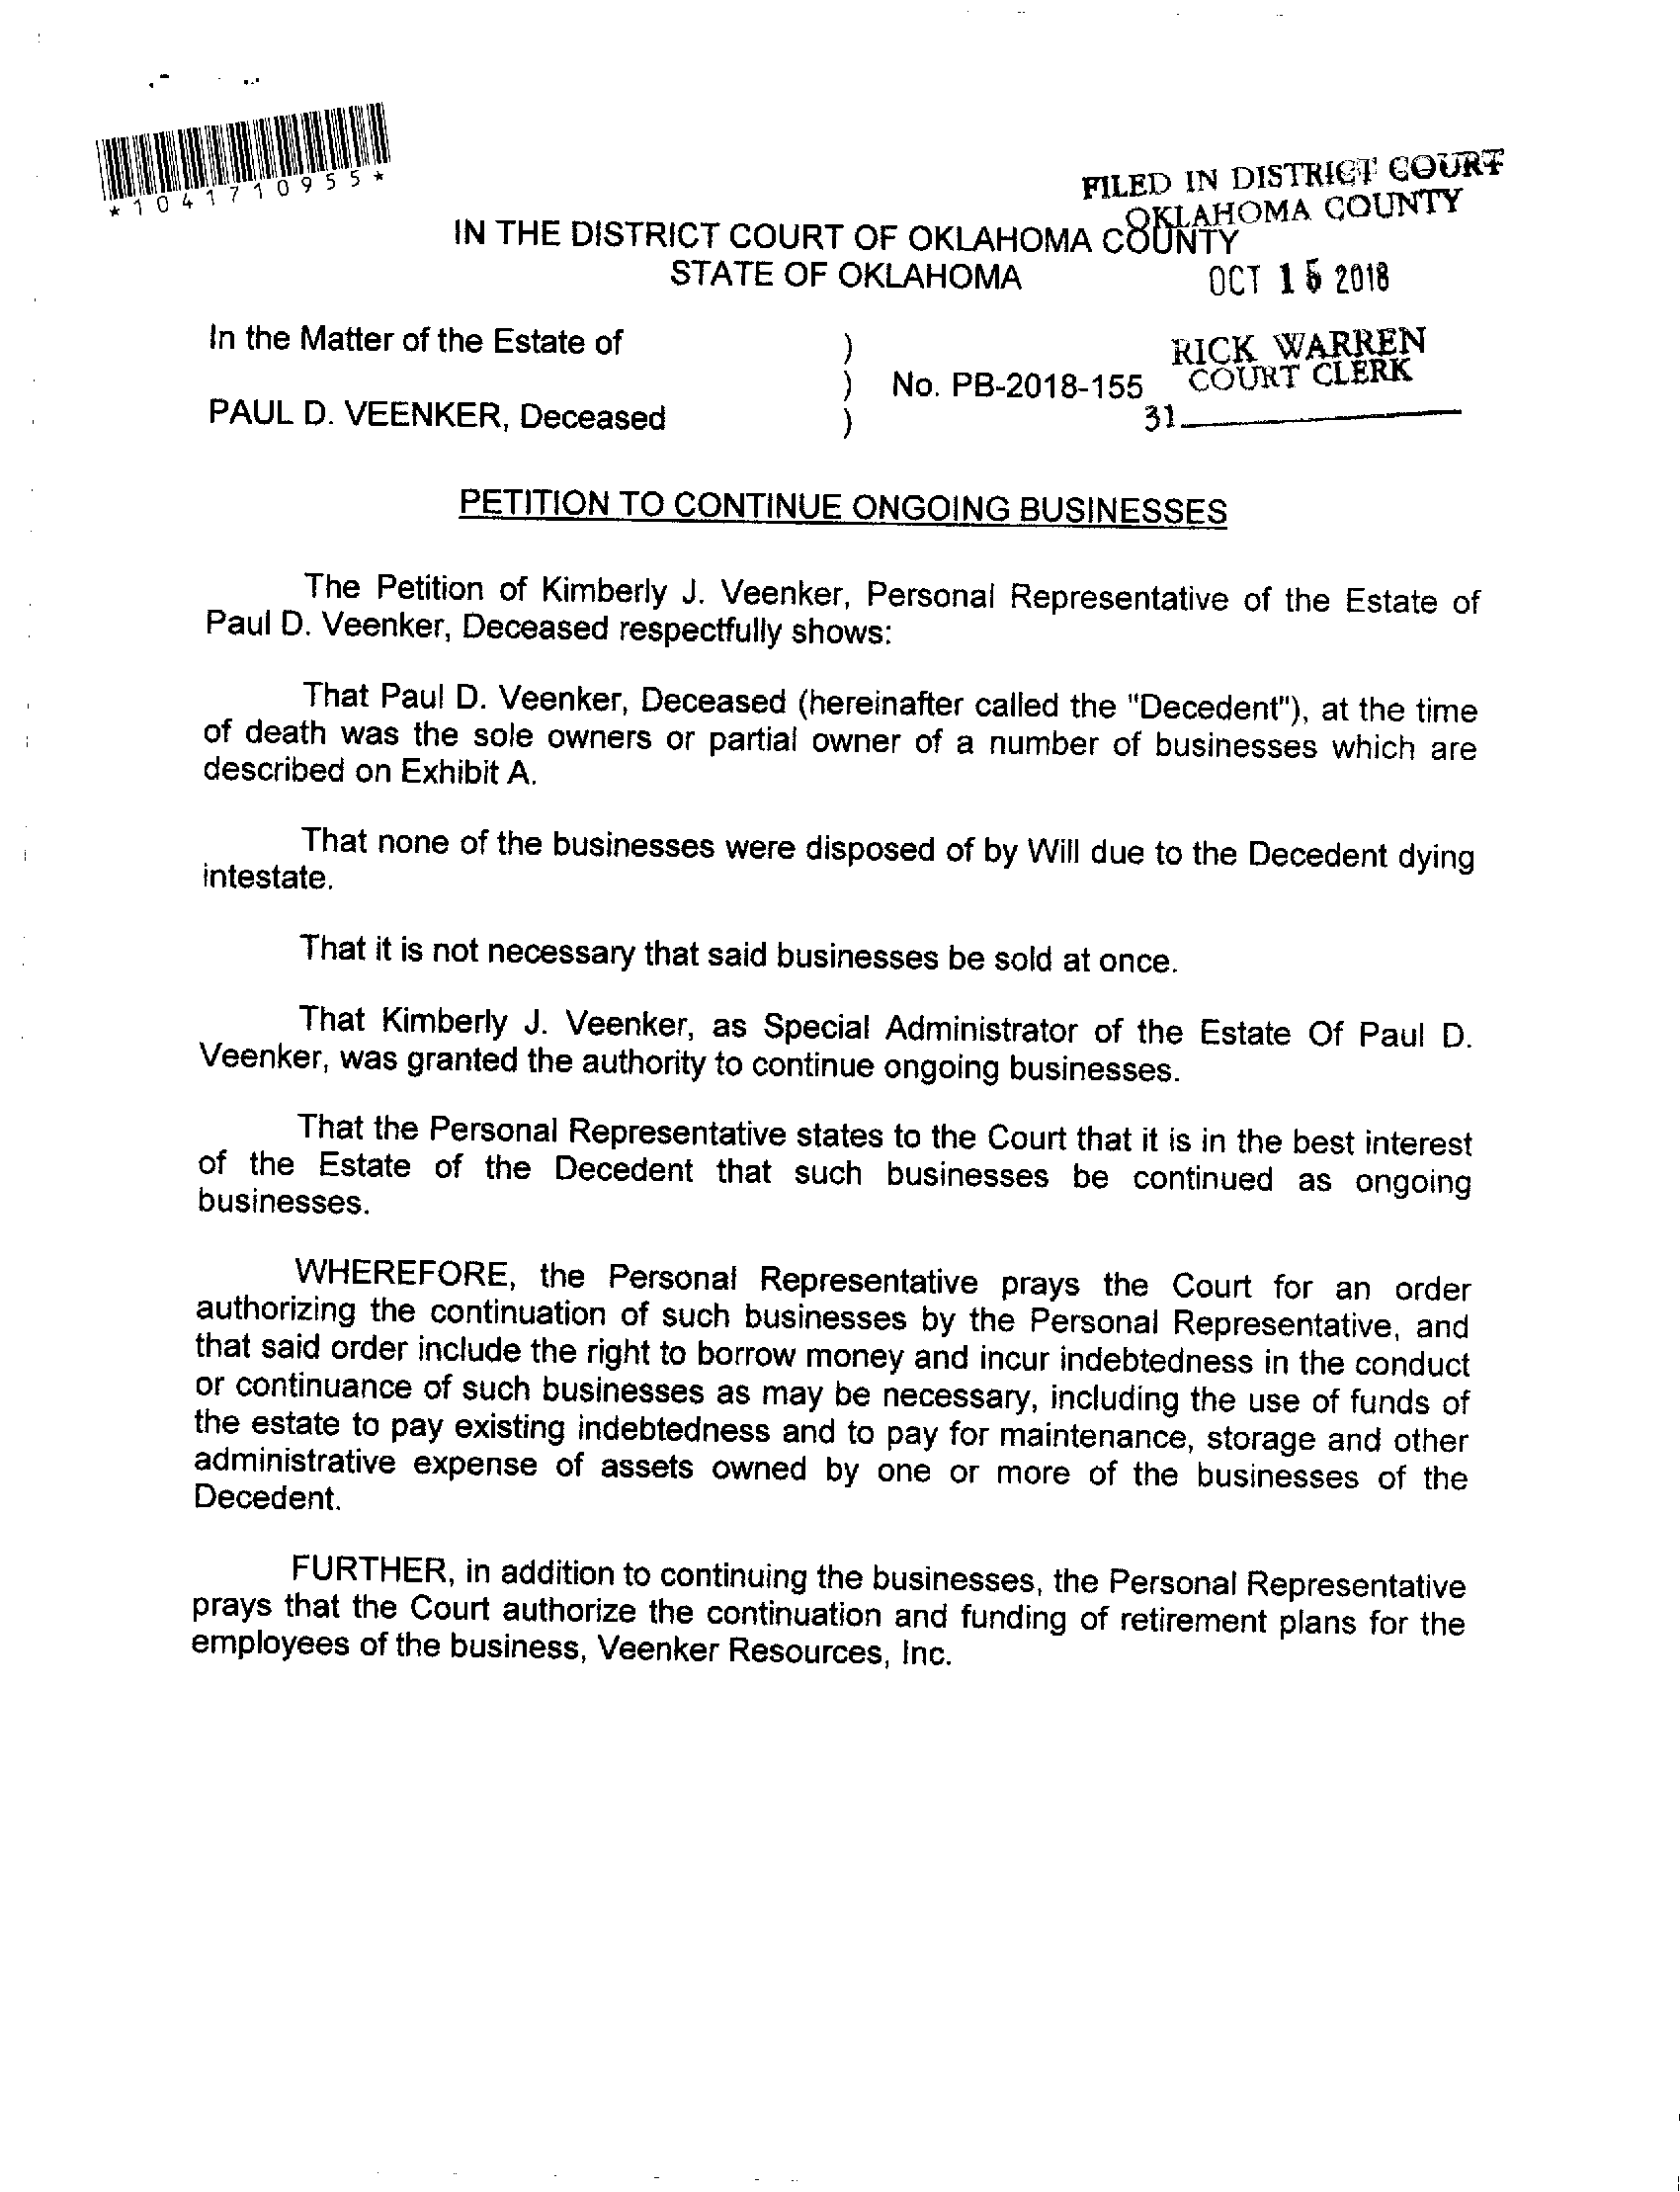 *1041710955*
FILED IN DISTRICT COURT
OKLAHOMA COUNTY
IN THE DISTRICT COURT OF OKLAHOMA COUNTY
STATE OF OKLAHOMA
OCT 15 2018
In the Matter of the Estate of )
RICK WARREN
) No. PB-2018-155
COURT CLERK
PAUL D. VEENKER, Deceased )
31
PETITION TO CONTINUE ONGOING BUSINESSES
The Petition of Kimberly J. Veenker, Personal Representative of the Estate of
Paul D. Veenker, Deceased respectfully shows:
That Paul D. Veenker, Deceased (hereinafter called the "Decedent"), at the time
of death was the sole owners or partial owner of a number of businesses which are
described on Exhibit A.
That none of the businesses were disposed of by Will due to the Decedent dying
intestate.
That it is not necessary that said businesses be sold at once.
That Kimberly J. Veenker, as Special Administrator of the Estate Of Paul D.
Veenker, was granted the authority to continue ongoing businesses.
That the Personal Representative states to the Court that it is in the best interest
of the Estate of the Decedent that such businesses be continued as ongoing
businesses.
WHEREFORE, the Personal Representative prays the Court for an order
authorizing the continuation of such businesses by the Personal Representative, and
that said order include the right to borrow money and incur indebtedness in the conduct
or continuance of such businesses as may be necessary, including the use of funds of
the estate to pay existing indebtedness and to pay for maintenance, storage and other
administrative expense of assets owned by one or more of the businesses of the
Decedent.
FURTHER, in addition to continuing the businesses, the Personal Representative
prays that the Court authorize the continuation and funding of retirement plans for the
employees of the business, Veenker Resources, Inc.